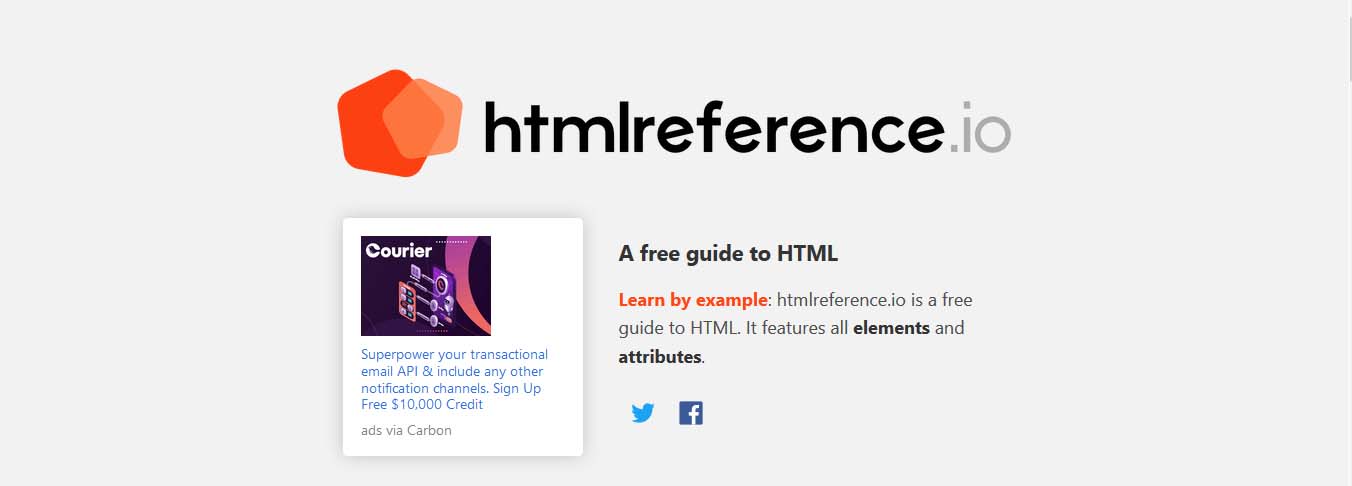 htmlreference.io
Courier
Superpower your transactional
email API & include any other
notification channels. Sign Up
Free $10,000 Credit
ads via Carbon
A free guide to HTML
Learn by example: htmlreference.io is a free
guide to HTML. It features all elements and
attributes.